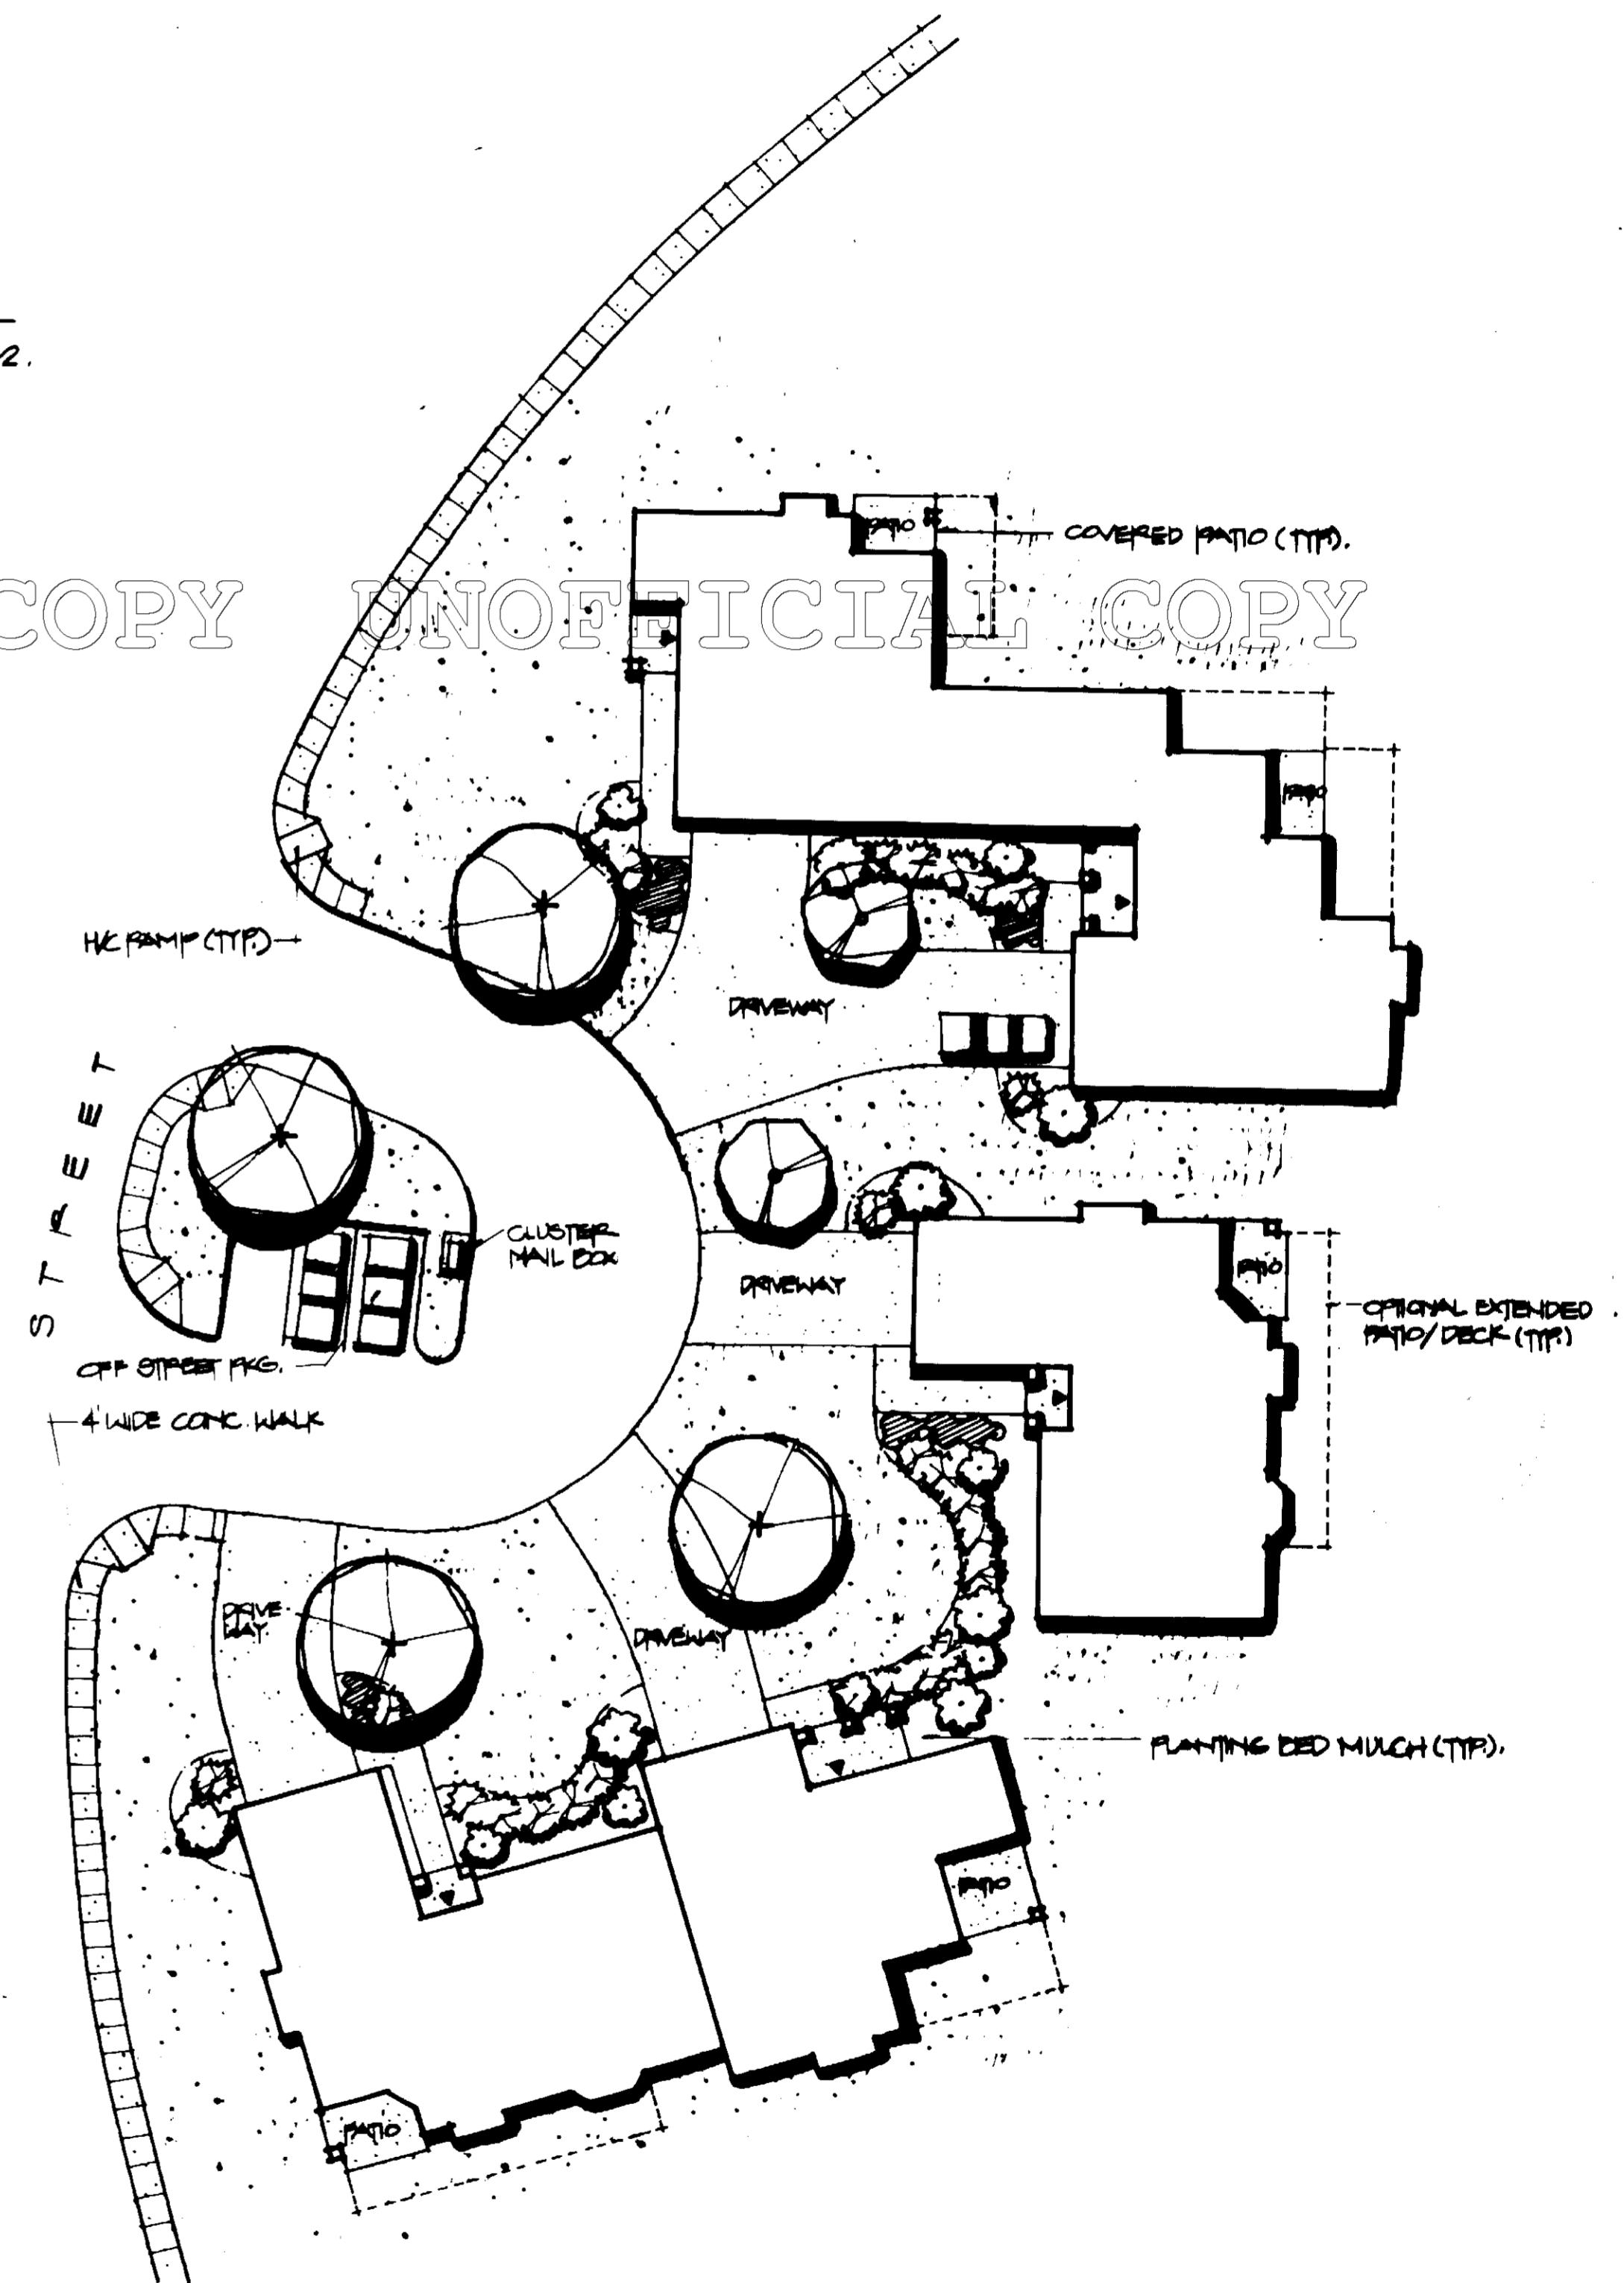 2.
PATIO
COVERED PATIO (TYP.).
COPY UNOFFICIAL COPY
PATIO
H/C RAMP (TYP.)
DRIVEWAY
STREET
CLUSTER
MAIL BOX
DRIVEWAY
PATIO
OPTIONAL EXTENDED
PATIO/DECK (TYP.)
OFF STREET PKG.
4' WIDE CONC. WALK
DRIVE-
WAY
DRIVEWAY
PLANTING BED MULCH (TYP.).
PATIO
PATIO